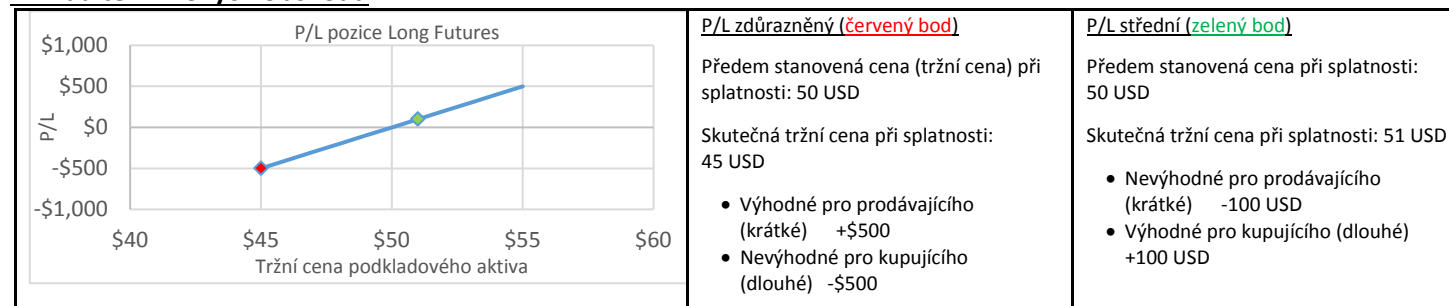 P/L pozice Long Futures
$1,000
$500
$0
-$500
-$1,000
P/L
$40 $45 $50 $55 $60
Tržní cena podkladového aktiva
P/L zdůrazněný (červený bod)
Předem stanovená cena (tržní cena) při
splatnosti: 50 USD
Skutečná tržní cena při splatnosti:
45 USD
• Výhodné pro prodávajícího
(krátké) +$500
• Nevýhodné pro kupujícího
(dlouhé) -$500
P/L střední (zelený bod)
Předem stanovená cena při splatnosti:
50 USD
Skutečná tržní cena při splatnosti: 51 USD
• Nevýhodné pro prodávajícího
(krátké) -100 USD
• Výhodné pro kupující (dlouhé)
+100 USD